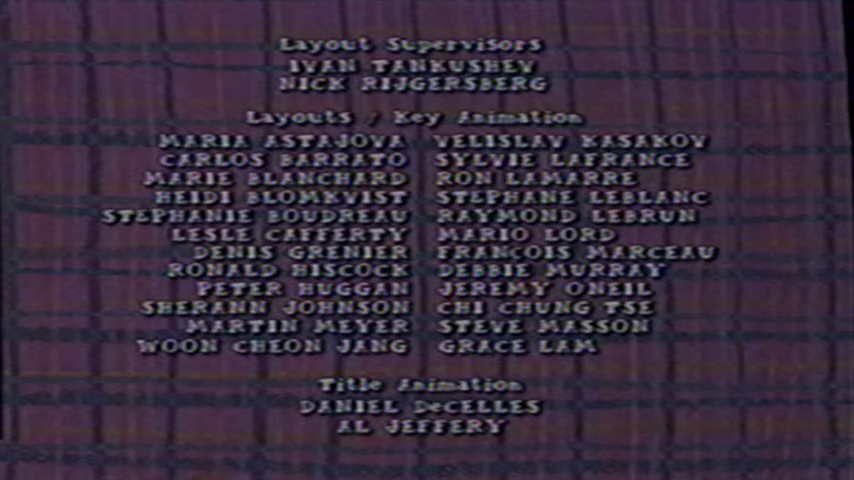 Layout Supervisors
IVAN TANKUSHEV
NICK RIJGERSBERG
Layouts / Key Animation
MARIA ASTAJOVA VELISLAV KASAKOV
CARLOS BARRATO SYLVIE LAFRANCE
MARIE BLANCHARD RON LAMARRE
HEIDI BLOMKVIST STEPHANE LEBLANC
STEPHANIE BOUDREAU RAYMOND LEBRUN
LESLE CAFFERTY MARIO LORD
DENIS GRENIER FRANÇOIS MARCEAU
RONALD HISCOCK DEBBIE MURRAY
PETER HUGGAN JEREMY O'NEIL
SHERANN JOHNSON CHI CHUNG TSE
MARTIN MEYER STEVE MASSON
WOON CHEON JANG GRACE LAM
Title Animation
DANIEL DeCELLES
AL JEFFERY